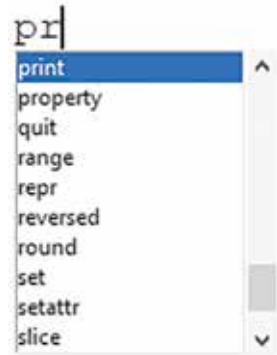 pr
print
property
quit
range
repr
reversed
round
set
setattr
slice